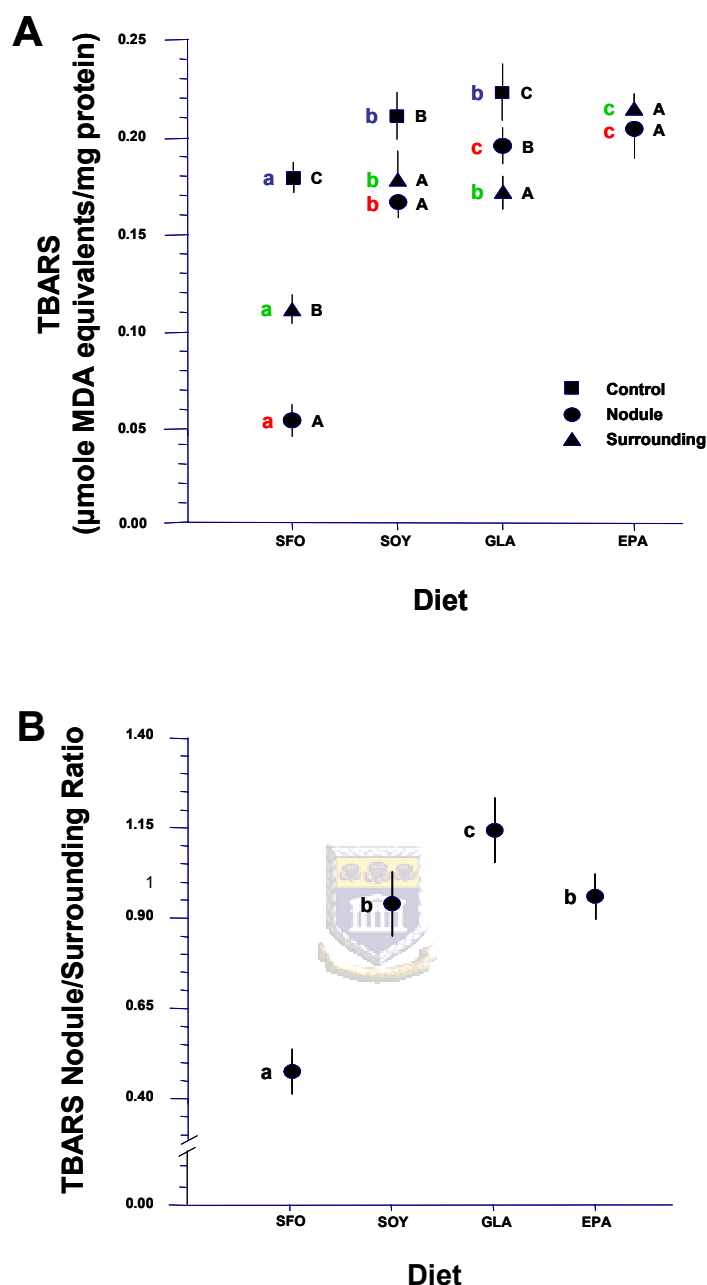 A
TBARS
(µmole MDA equivalents/mg protein)
0.25
0.20
0.15
0.10
0.05
0.00
b B
b C
c A
c A
c B
a C
b A
b A
b A
a B
a A
Control
Nodule
Surrounding
SFO SOY GLA EPA
Diet
B
TBARS Nodule/Surrounding Ratio
1.40
1.15
1
0.90
0.65
0.40
0.00
c
b
b
a
SFO SOY GLA EPA
Diet